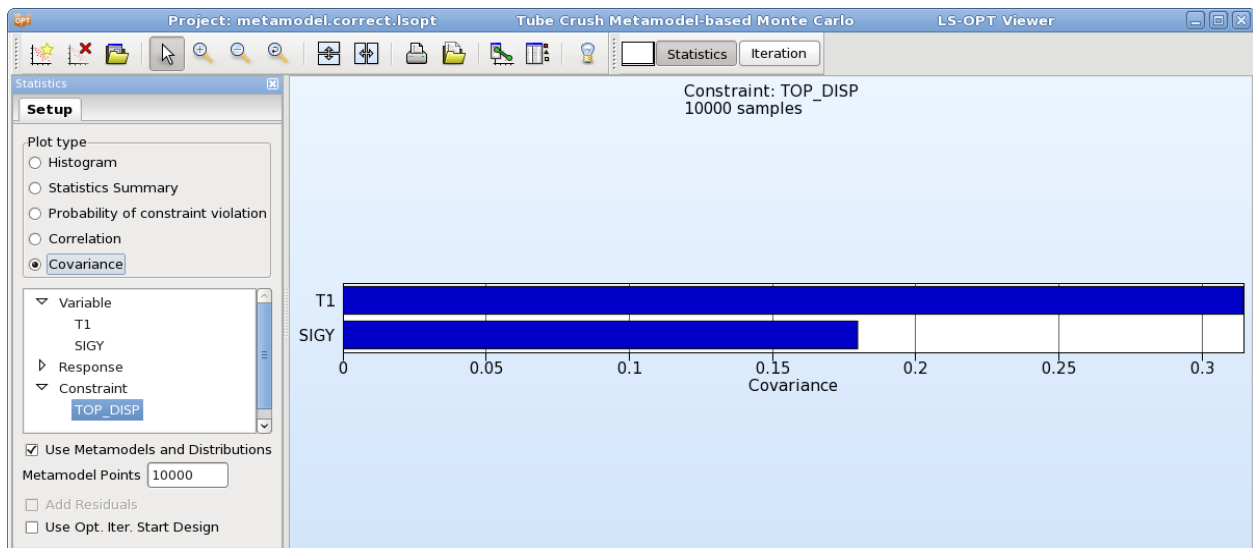 OPT Project: metamodel.correct.lsopt Tube Crush Metamodel-based Monte Carlo LS-OPT Viewer
Statistics Iteration
Statistics
Setup
Plot type
Histogram
Statistics Summary
Probability of constraint violation
Correlation
Covariance
Variable
T1
SIGY
Response
Constraint
TOP_DISP
Use Metamodels and Distributions
Metamodel Points 10000
Add Residuals
Use Opt. Iter. Start Design
Constraint: TOP_DISP
10000 samples
T1
SIGY
0 0.05 0.1 0.15 0.2 0.25 0.3
Covariance